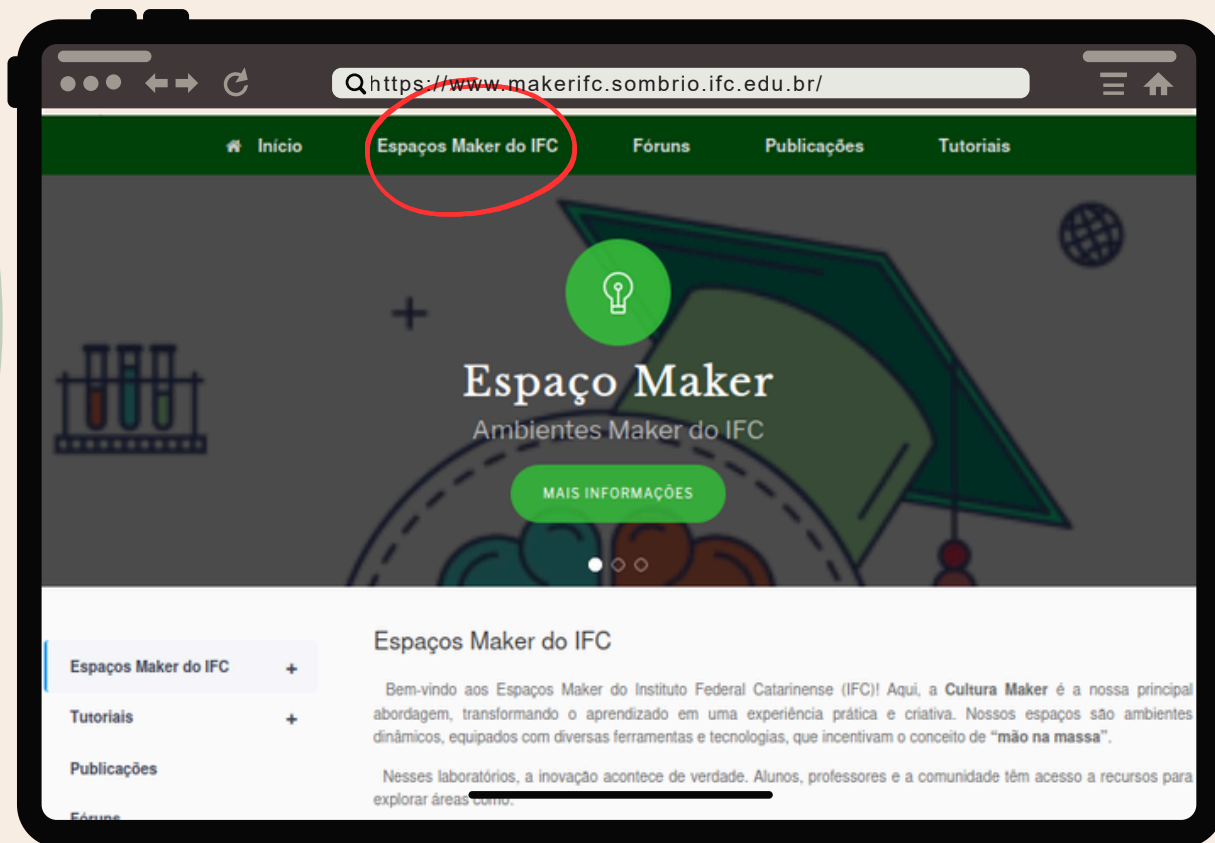 https://www.makerifc.sombrio.ifc.edu.br/
Início Espaços Maker do IFC Fóruns Publicações Tutoriais
Espaço Maker
Ambientes Maker do IFC
MAIS INFORMAÇÕES
Espaços Maker do IFC +
Tutoriais +
Publicações
Fóruns
Espaços Maker do IFC
Bem-vindo aos Espaços Maker do Instituto Federal Catarinense (IFC)! Aqui, a Cultura Maker é a nossa principal
abordagem, transformando o aprendizado em uma experiência prática e criativa. Nossos espaços são ambientes
dinâmicos, equipados com diversas ferramentas e tecnologias, que incentivam o conceito de “mão na massa”.
Nesses laboratórios, a inovação acontece de verdade. Alunos, professores e a comunidade têm acesso a recursos para
explorar áreas como: